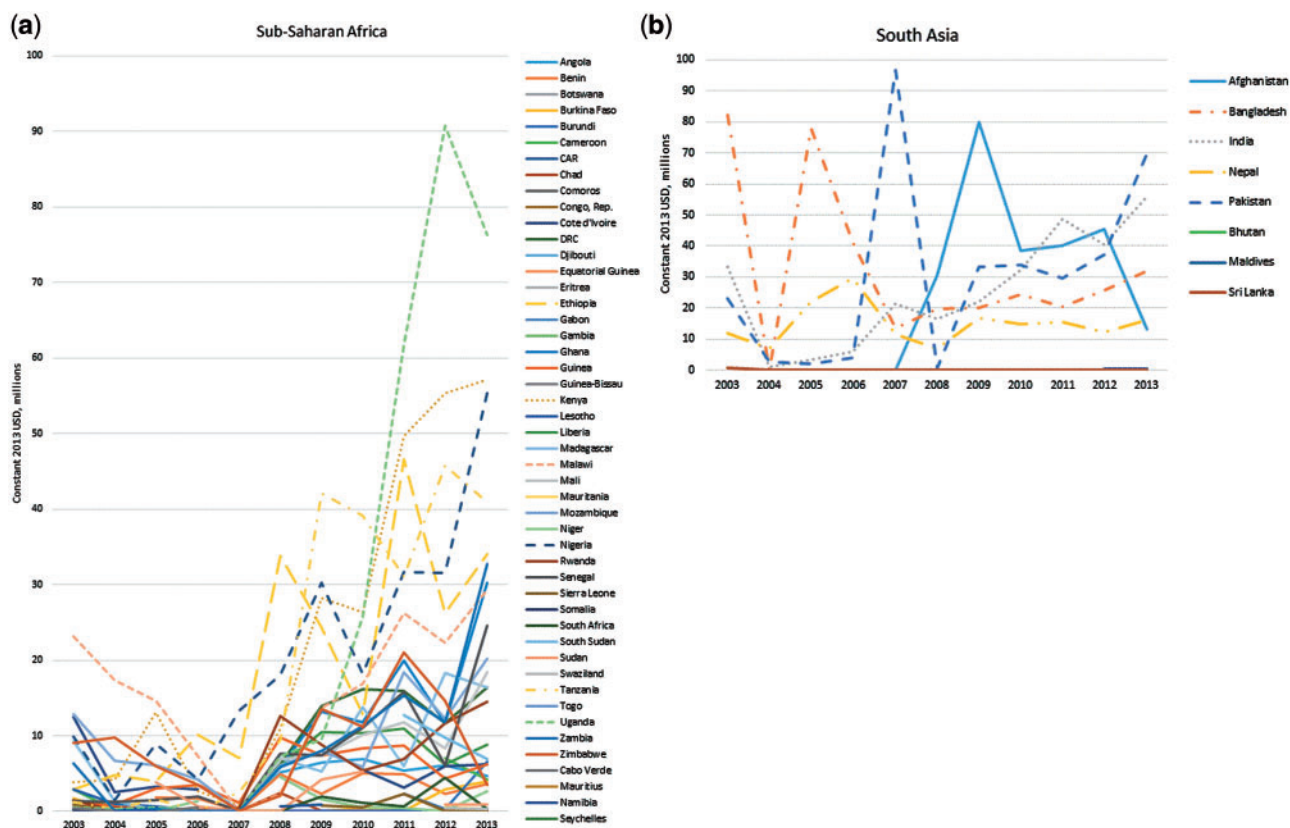 (a)
Sub-Saharan Africa
Constant 2013 USD, millions
100
90
80
70
60
50
40
30
20
10
0
2003 2004 2005 2006 2007 2008 2009 2010 2011 2012 2013
Angola
Benin
Botswana
Burkina Faso
Burundi
Cameroon
CAR
Chad
Comoros
Congo, Rep.
Cote d'Ivoire
DRC
Djibouti
Equatorial Guinea
Eritrea
Ethiopia
Gabon
Gambia
Ghana
Guinea
Guinea-Bissau
Kenya
Lesotho
Liberia
Madagascar
Malawi
Mali
Mauritania
Mozambique
Niger
Nigeria
Rwanda
Senegal
Sierra Leone
Somalia
South Africa
South Sudan
Sudan
Swaziland
Tanzania
Togo
Uganda
Zambia
Zimbabwe
Cabo Verde
Mauritius
Namibia
Seychelles
(b)
South Asia
Constant 2013 USD, millions
100
90
80
70
60
50
40
30
20
10
0
2003 2004 2005 2006 2007 2008 2009 2010 2011 2012 2013
Afghanistan
Bangladesh
India
Nepal
Pakistan
Bhutan
Maldives
Sri Lanka